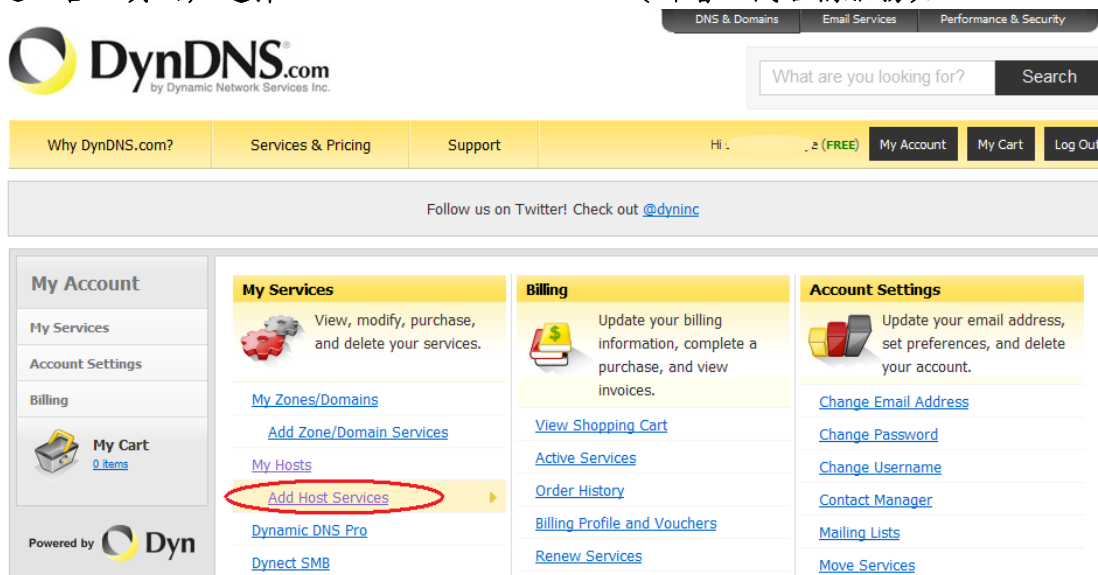 DNS & Domains
Email Services
Performance & Security
DynDNS.com
by Dynamic Network Services Inc.
What are you looking for?
Search
Why DynDNS.com?
Services & Pricing
Support
Hi
(FREE)
My Account
My Cart
Log Out
Follow us on Twitter! Check out @dyninc
My Account
My Services
Account Settings
Billing
My Cart
0 items
Powered by Dyn
My Services
View, modify, purchase,
and delete your services.
My Zones/Domains
Add Zone/Domain Services
My Hosts
Add Host Services
Dynamic DNS Pro
Dynect SMB
Billing
Update your billing
information, complete a
purchase, and view
invoices.
View Shopping Cart
Active Services
Order History
Billing Profile and Vouchers
Renew Services
Account Settings
Update your email address,
set preferences, and delete
your account.
Change Email Address
Change Password
Change Username
Contact Manager
Mailing Lists
Move Services